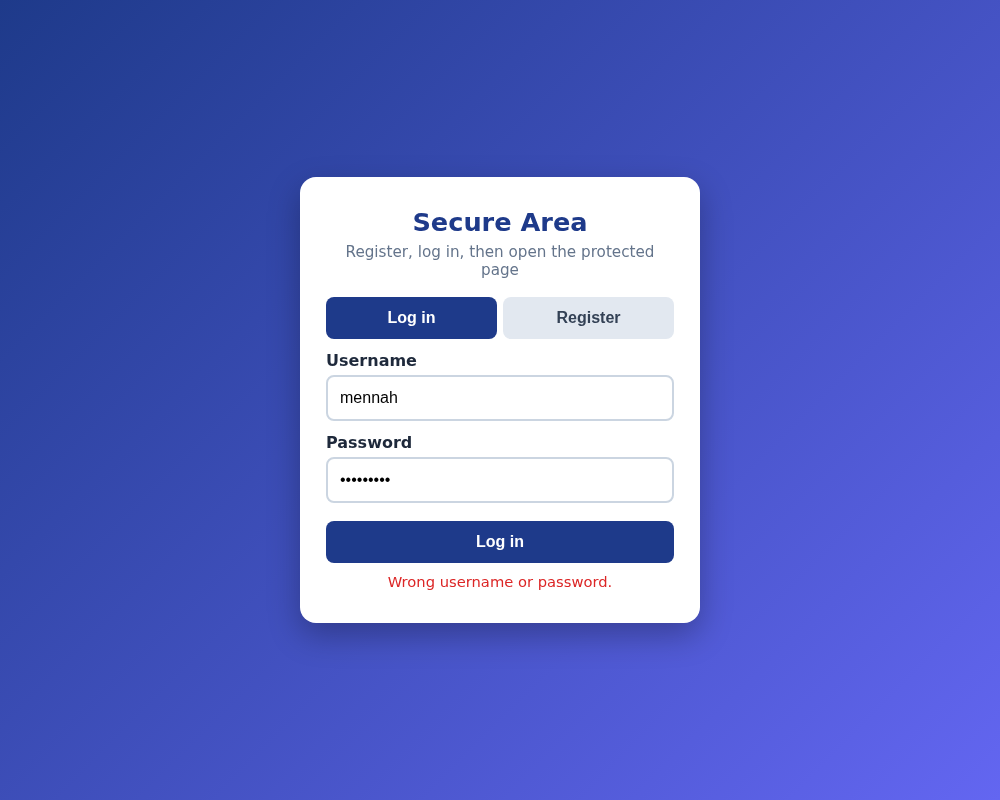 Secure Area
Register, log in, then open the protected
page
Log in
Register
Username
mennah
Password
•••••••••
Log in
Wrong username or password.